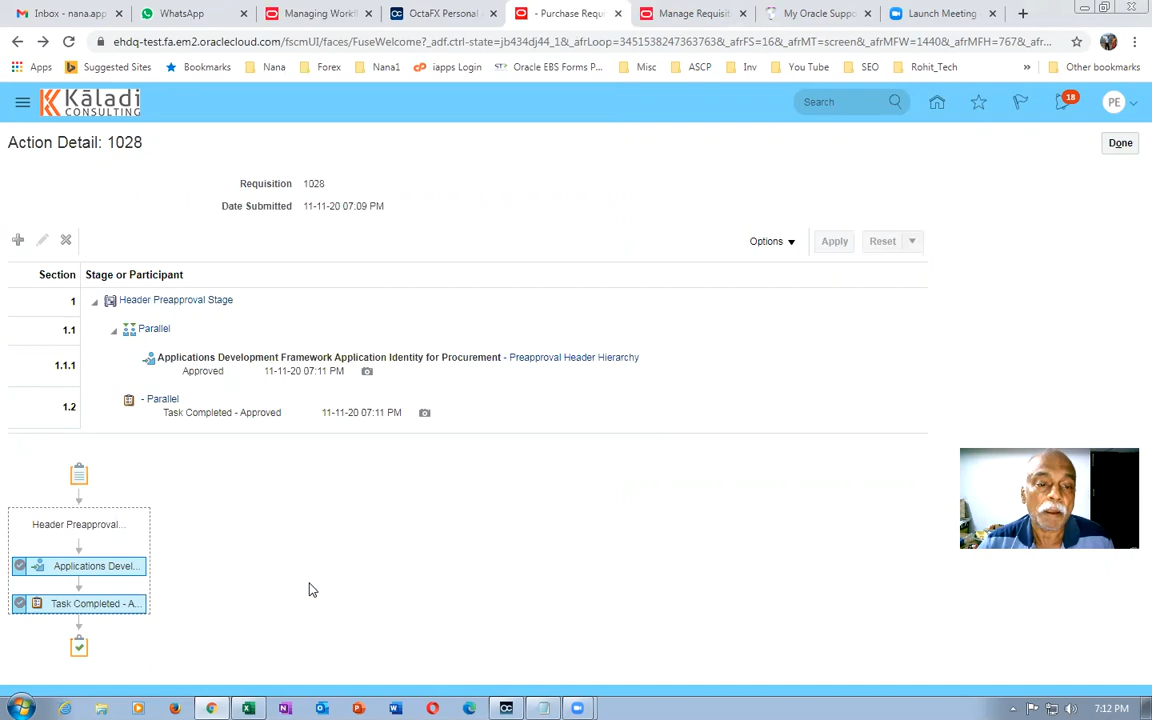 Inbox - nana.app
WhatsApp
Managing Workf
OctaFX Personal
- Purchase Requ
Manage Requisit
My Oracle Suppo
Launch Meeting
ehdq-test.fa.em2.oraclecloud.com/fscmUI/faces/FuseWelcome?_adf.ctrl-state=jb434dj44_1&_afrLoop=34515382473637​63&_afrFS=16&_afrMT=screen&_afrMFW=1440&_afrMFH=767&_afr...
Apps
Suggested Sites
Bookmarks
Nana
Forex
Nana1
iapps Login
Oracle EBS Forms P...
Misc
ASCP
Inv
You Tube
SEO
Rohit_Tech
»
Other bookmarks
Kāladi
CONSULTING
Search
18
PE
Action Detail: 1028
Done
Requisition 1028
Date Submitted 11-11-20 07:09 PM
Options
Apply
Reset
Section Stage or Participant
1 Header Preapproval Stage
1.1 Parallel
1.1.1 Applications Development Framework Application Identity for Procurement - Preapproval Header Hierarchy
Approved 11-11-20 07:11 PM
1.2 - Parallel
Task Completed - Approved 11-11-20 07:11 PM
Header Preapproval...
Applications Devel...
Task Completed - A...
7:12 PM